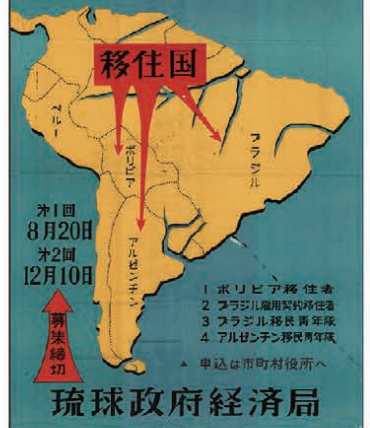 移住国
ペルー
ボリビア
ブラジル
アルゼンチン
オ1回
8月20日
オ2回
12月10日
募集締切
1 ボリビア移住者
2 ブラジル雇用契約移住者
3 ブラジル移民青年隊
4 アルゼンチン移民青年隊
▲ 申込は市町村役所へ
琉球政府経済局